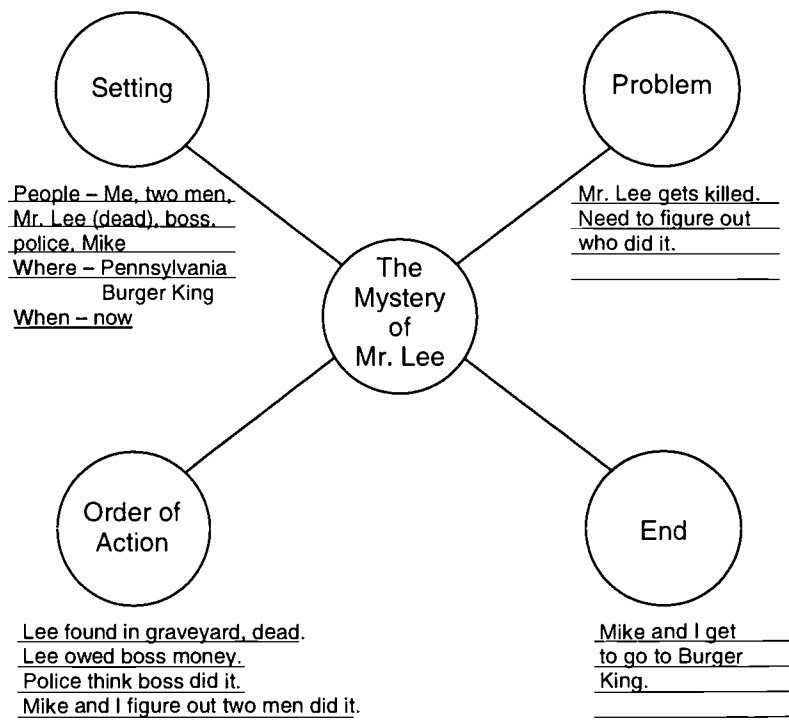 Setting
People – Me, two men,
Mr. Lee (dead), boss,
police, Mike
Where – Pennsylvania
Burger King
When – now
Problem
Mr. Lee gets killed.
Need to figure out
who did it.
The
Mystery
of
Mr. Lee
Order of
Action
Lee found in graveyard, dead.
Lee owed boss money.
Police think boss did it.
Mike and I figure out two men did it.
End
Mike and I get
to go to Burger
King.